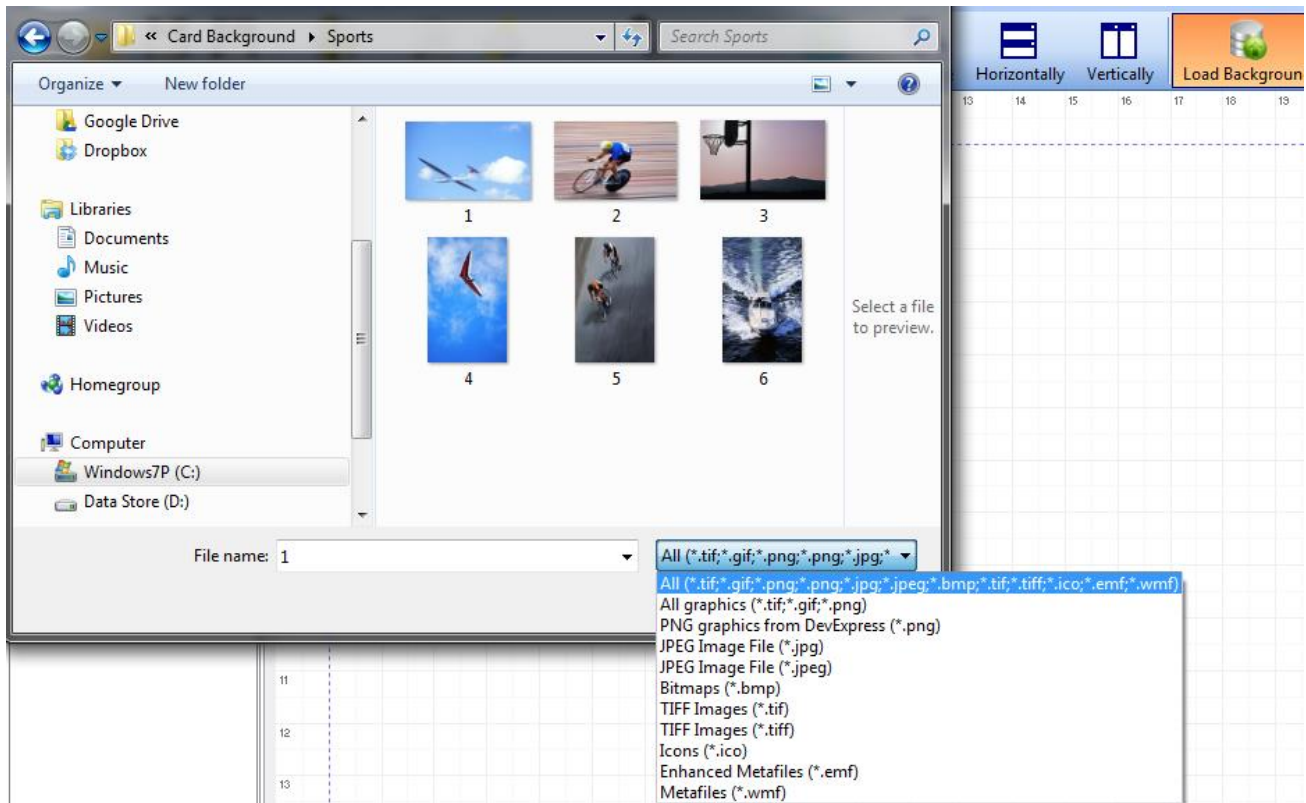 « Card Background ▸ Sports
Search Sports
Horizontally
Vertically
Load Backgroun
Organize
New folder
13 14 15 16 17 18 19
Google Drive
Dropbox
Libraries
Documents
Music
Pictures
Videos
Homegroup
Computer
Windows7P (C:)
Data Store (D:)
1
2
3
4
5
6
Select a file
to preview.
File name: 1
All (*.tif;*.gif;*.png;*.png;*.jpg;*
All (*.tif;*.gif;*.png;*.png;*.jpg;*.jpeg;*.bmp;*.tif;*.tiff;*.ico;*.emf;*.wmf)
All graphics (*.tif;*.gif;*.png)
PNG graphics from DevExpress (*.png)
JPEG Image File (*.jpg)
JPEG Image File (*.jpeg)
Bitmaps (*.bmp)
TIFF Images (*.tif)
TIFF Images (*.tiff)
Icons (*.ico)
Enhanced Metafiles (*.emf)
Metafiles (*.wmf)
11
12
13